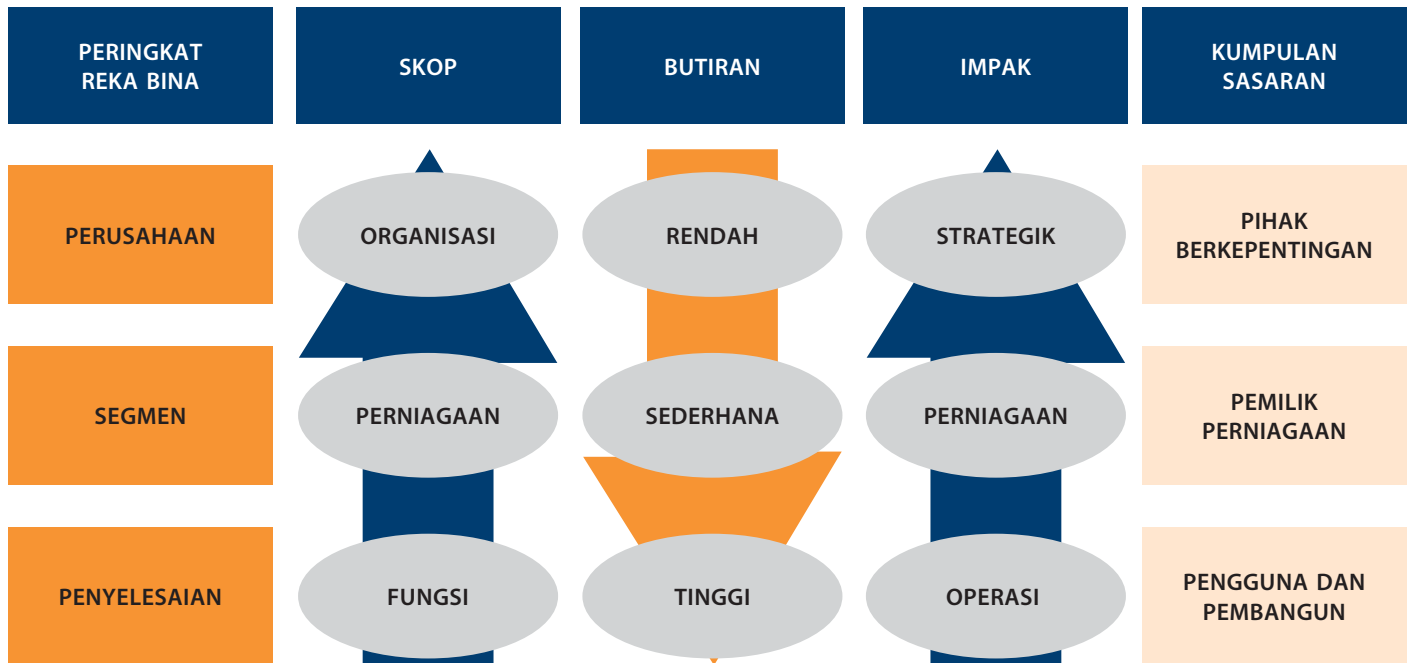 PERINGKAT
REKA BINA
SKOP
BUTIRAN
IMPAK
KUMPULAN
SASARAN
PERUSAHAAN
ORGANISASI
RENDAH
STRATEGIK
PIHAK
BERKEPENTINGAN
SEGMEN
PERNIAGAAN
SEDERHANA
PERNIAGAAN
PEMILIK
PERNIAGAAN
PENYELESAIAN
FUNGSI
TINGGI
OPERASI
PENGGUNA DAN
PEMBANGUN